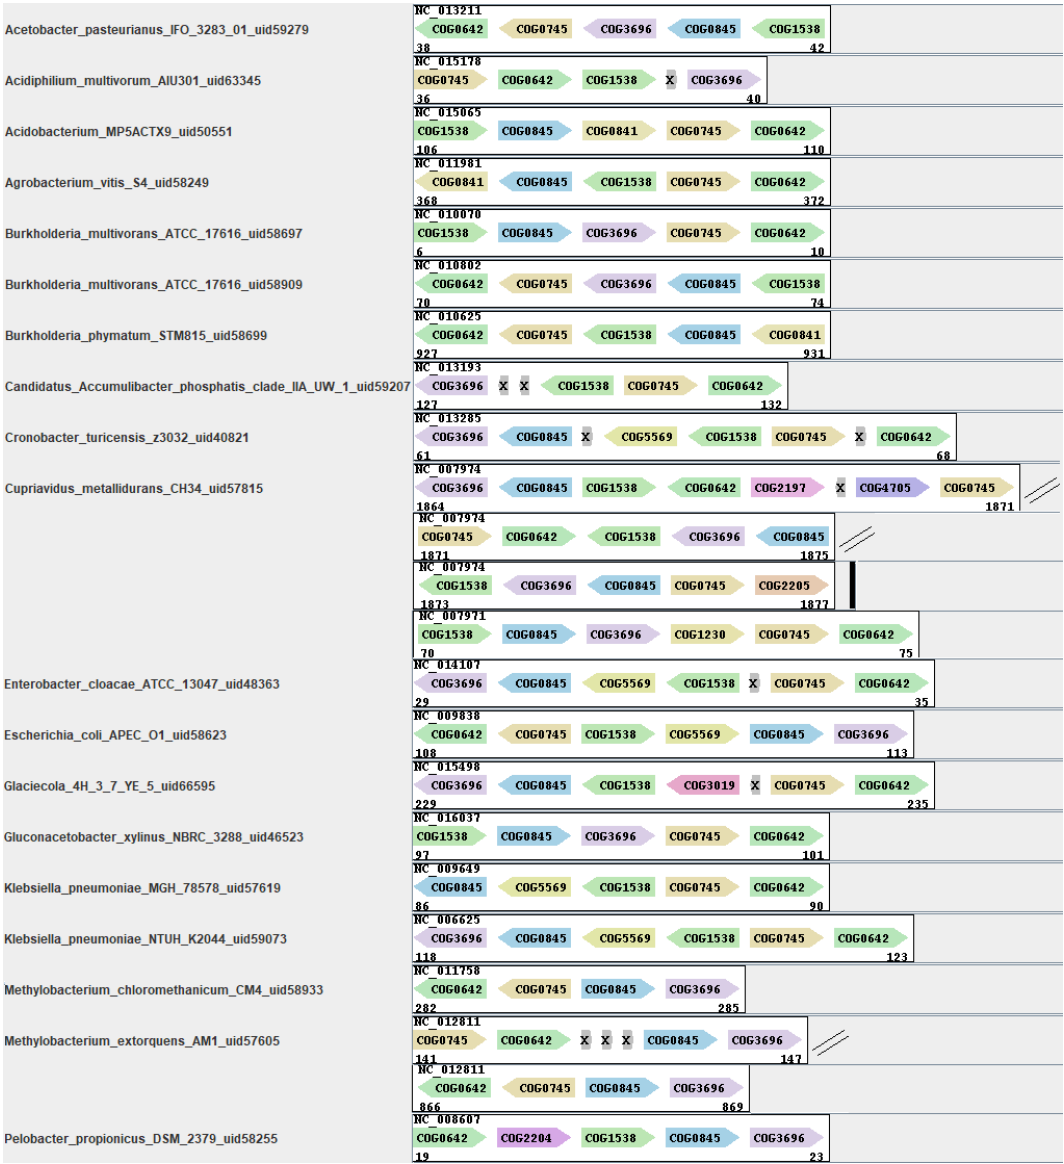 Acetobacter_pasteurianus_IFO_3283_01_uid59279
NC_013211
COG0642 COG0745 COG3696 COG0845 COG1538
38 42
Acidiphilium_multivorum_AIU301_uid63345
NC_015178
COG0745 COG0642 COG1538 X COG3696
36 40
Acidobacterium_MP5ACTX9_uid50551
NC_015065
COG1538 COG0845 COG0841 COG0745 COG0642
106 110
Agrobacterium_vitis_S4_uid58249
NC_011981
COG0841 COG0845 COG1538 COG0745 COG0642
368 372
Burkholderia_multivorans_ATCC_17616_uid58697
NC_010070
COG1538 COG0845 COG3696 COG0745 COG0642
6 10
Burkholderia_multivorans_ATCC_17616_uid58909
NC_010802
COG0642 COG0745 COG3696 COG0845 COG1538
70 74
Burkholderia_phymatum_STM815_uid58699
NC_010625
COG0642 COG0745 COG1538 COG0845 COG0841
927 931
Candidatus_Accumulibacter_phosphatis_clade_IIA_UW_1_uid59207
NC_013193
COG3696 X X COG1538 COG0745 COG0642
127 132
Cronobacter_turicensis_z3032_uid40821
NC_013285
COG3696 COG0845 X COG5569 COG1538 COG0745 X COG0642
61 68
Cupriavidus_metallidurans_CH34_uid57815
NC_007974
COG3696 COG0845 COG1538 COG0642 COG2197 X COG4705 COG0745
1864 1871
NC_007974
COG0745 COG0642 COG1538 COG3696 COG0845
1871 1875
NC_007974
COG1538 COG3696 COG0845 COG0745 COG2205
1873 1877
NC_007971
COG1538 COG0845 COG3696 COG1230 COG0745 COG0642
70 75
Enterobacter_cloacae_ATCC_13047_uid48363
NC_014107
COG3696 COG0845 COG5569 COG1538 X COG0745 COG0642
29 35
Escherichia_coli_APEC_O1_uid58623
NC_009838
COG0642 COG0745 COG1538 COG5569 COG0845 COG3696
108 113
Glaciecola_4H_3_7_YE_5_uid66595
NC_015498
COG3696 COG0845 COG1538 COG3019 X COG0745 COG0642
229 235
Gluconacetobacter_xylinus_NBRC_3288_uid46523
NC_016037
COG1538 COG0845 COG3696 COG0745 COG0642
97 101
Klebsiella_pneumoniae_MGH_78578_uid57619
NC_009649
COG0845 COG5569 COG1538 COG0745 COG0642
86 90
Klebsiella_pneumoniae_NTUH_K2044_uid59073
NC_006625
COG3696 COG0845 COG5569 COG1538 COG0745 COG0642
118 123
Methylobacterium_chloromethanicum_CM4_uid58933
NC_011758
COG0642 COG0745 COG0845 COG3696
282 285
Methylobacterium_extorquens_AM1_uid57605
NC_012811
COG0745 COG0642 X X X COG0845 COG3696
141 147
NC_012811
COG0642 COG0745 COG0845 COG3696
866 869
Pelobacter_propionicus_DSM_2379_uid58255
NC_008607
COG0642 COG2204 COG1538 COG0845 COG3696
19 23